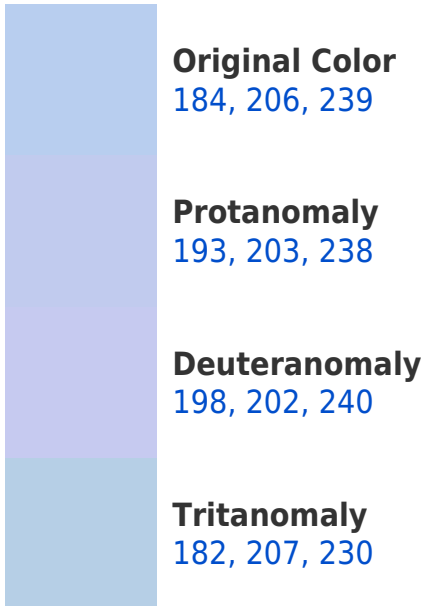 Original Color
184, 206, 239
Protanomaly
193, 203, 238
Deuteranomaly
198, 202, 240
Tritanomaly
182, 207, 230